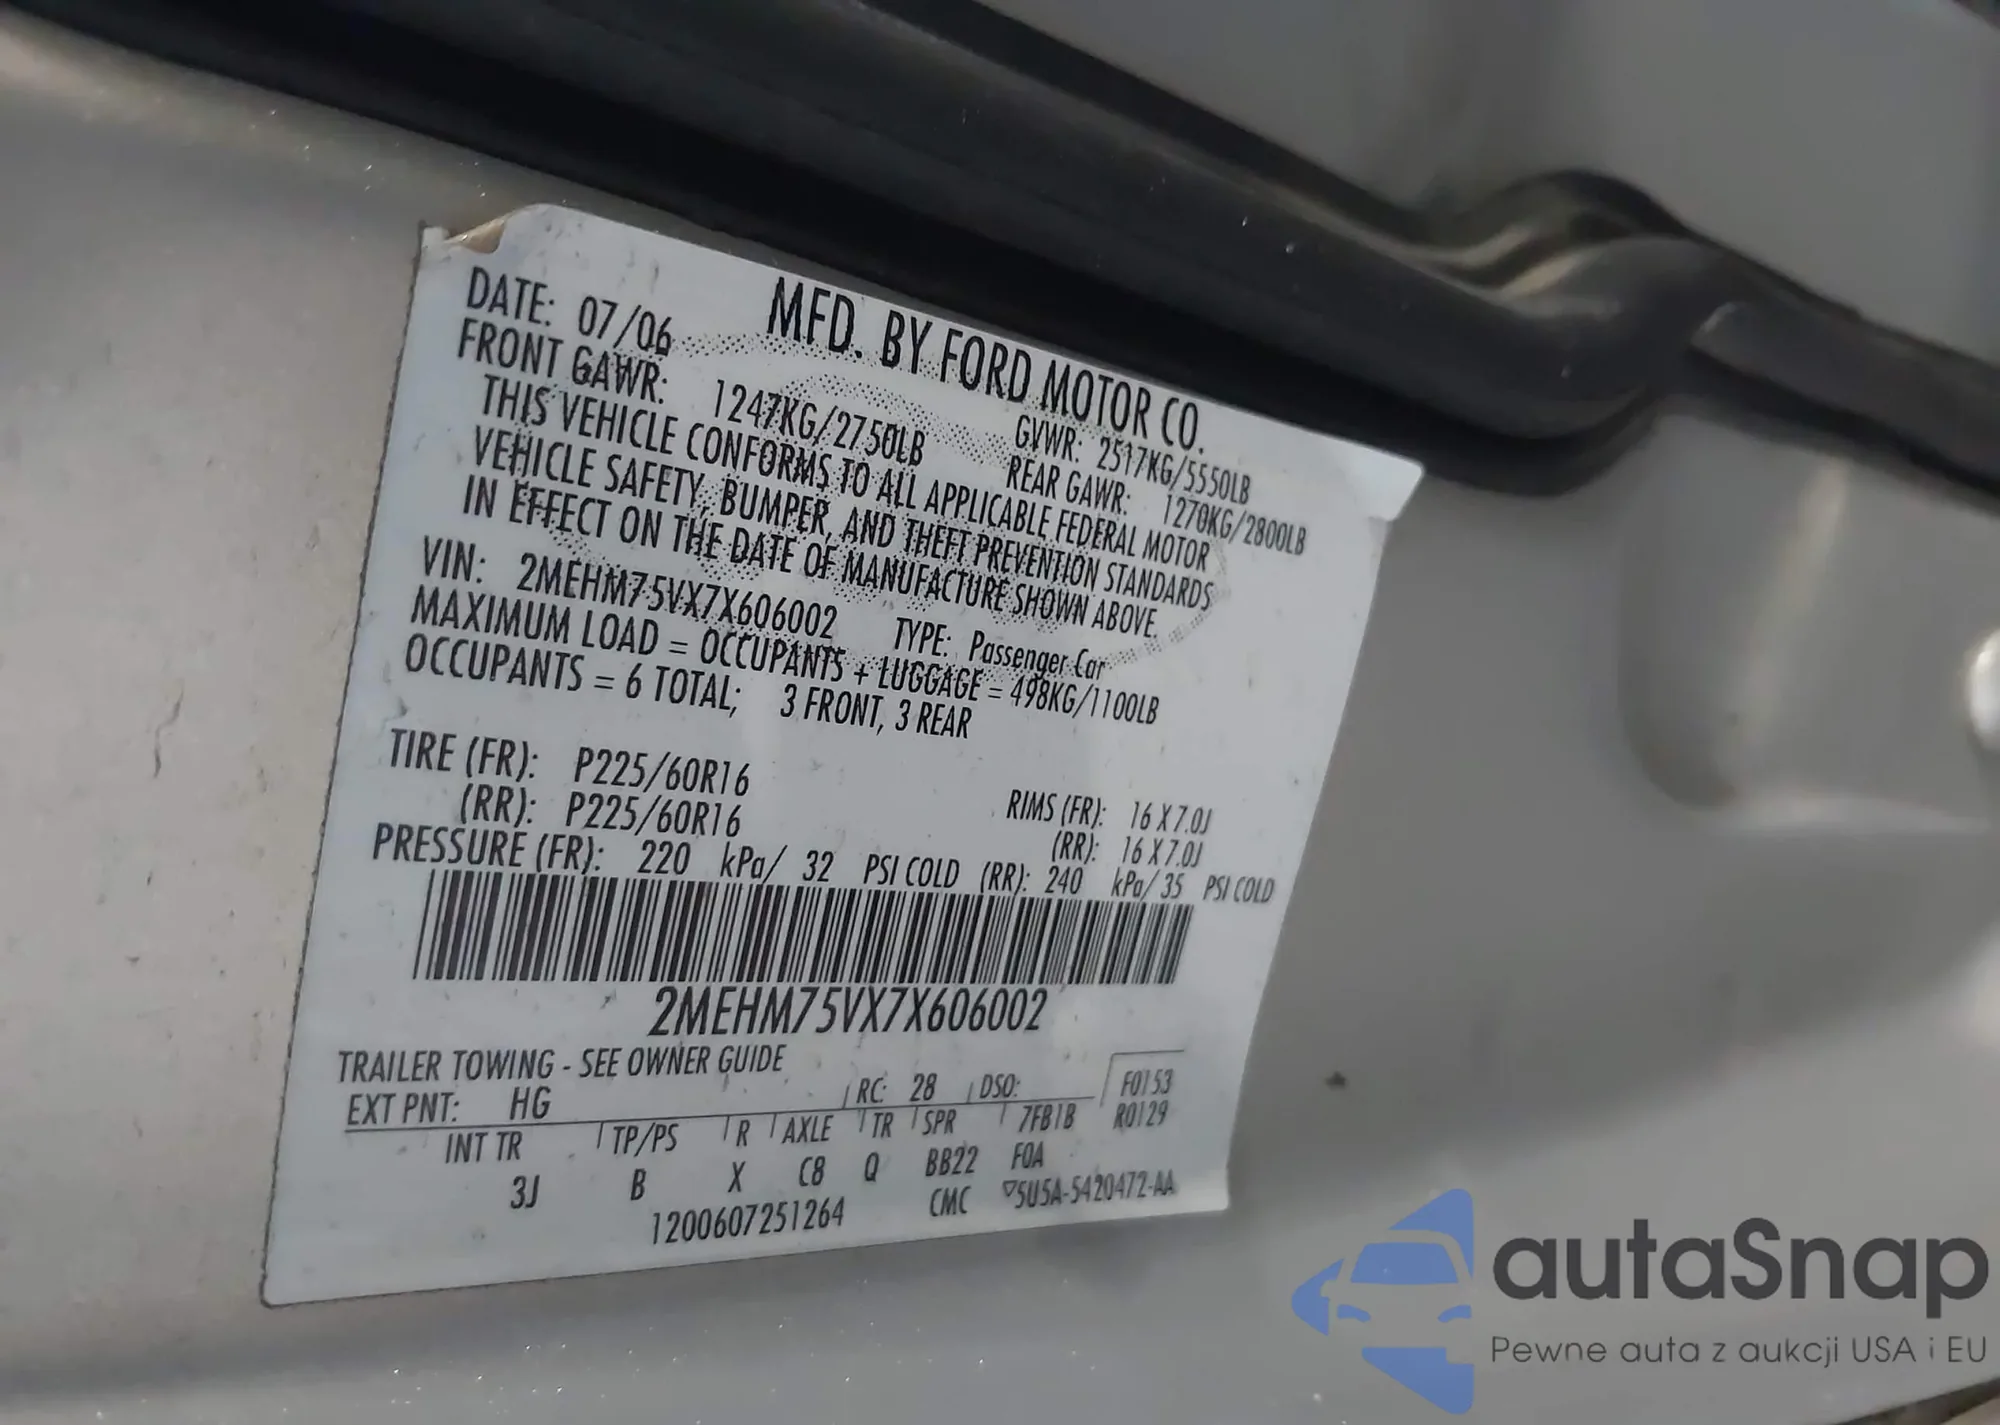 MFD. BY FORD MOTOR CO.
DATE: 07/06 GVWR: 2517KG/5550LB
FRONT GAWR: 1247KG/2750LB REAR GAWR: 1270KG/2800LB
THIS VEHICLE CONFORMS TO ALL APPLICABLE FEDERAL MOTOR
VEHICLE SAFETY, BUMPER, AND THEFT PREVENTION STANDARDS
IN EFFECT ON THE DATE OF MANUFACTURE SHOWN ABOVE.
VIN: 2MEHM75VX7X606002 TYPE: Passenger Car
MAXIMUM LOAD = OCCUPANTS + LUGGAGE = 498KG/1100LB
OCCUPANTS = 6 TOTAL; 3 FRONT, 3 REAR
TIRE (FR): P225/60R16 RIMS (FR): 16 X 7.0J
(RR): P225/60R16 (RR): 16 X 7.0J
PRESSURE (FR): 220 kPa/ 32 PSI COLD (RR): 240 kPa/ 35 PSI COLD
2MEHM75VX7X606002
TRAILER TOWING - SEE OWNER GUIDE
EXT PNT: HG RC: 28 DSO: F0153
INT TR TP/PS R AXLE TR SPR 7FB1B R0129
3J B X C8 Q BB22 F0A
1200607251264 CMC 5U5A-5420472-AA
autaSnap
Pewne auta z aukcji USA i EU